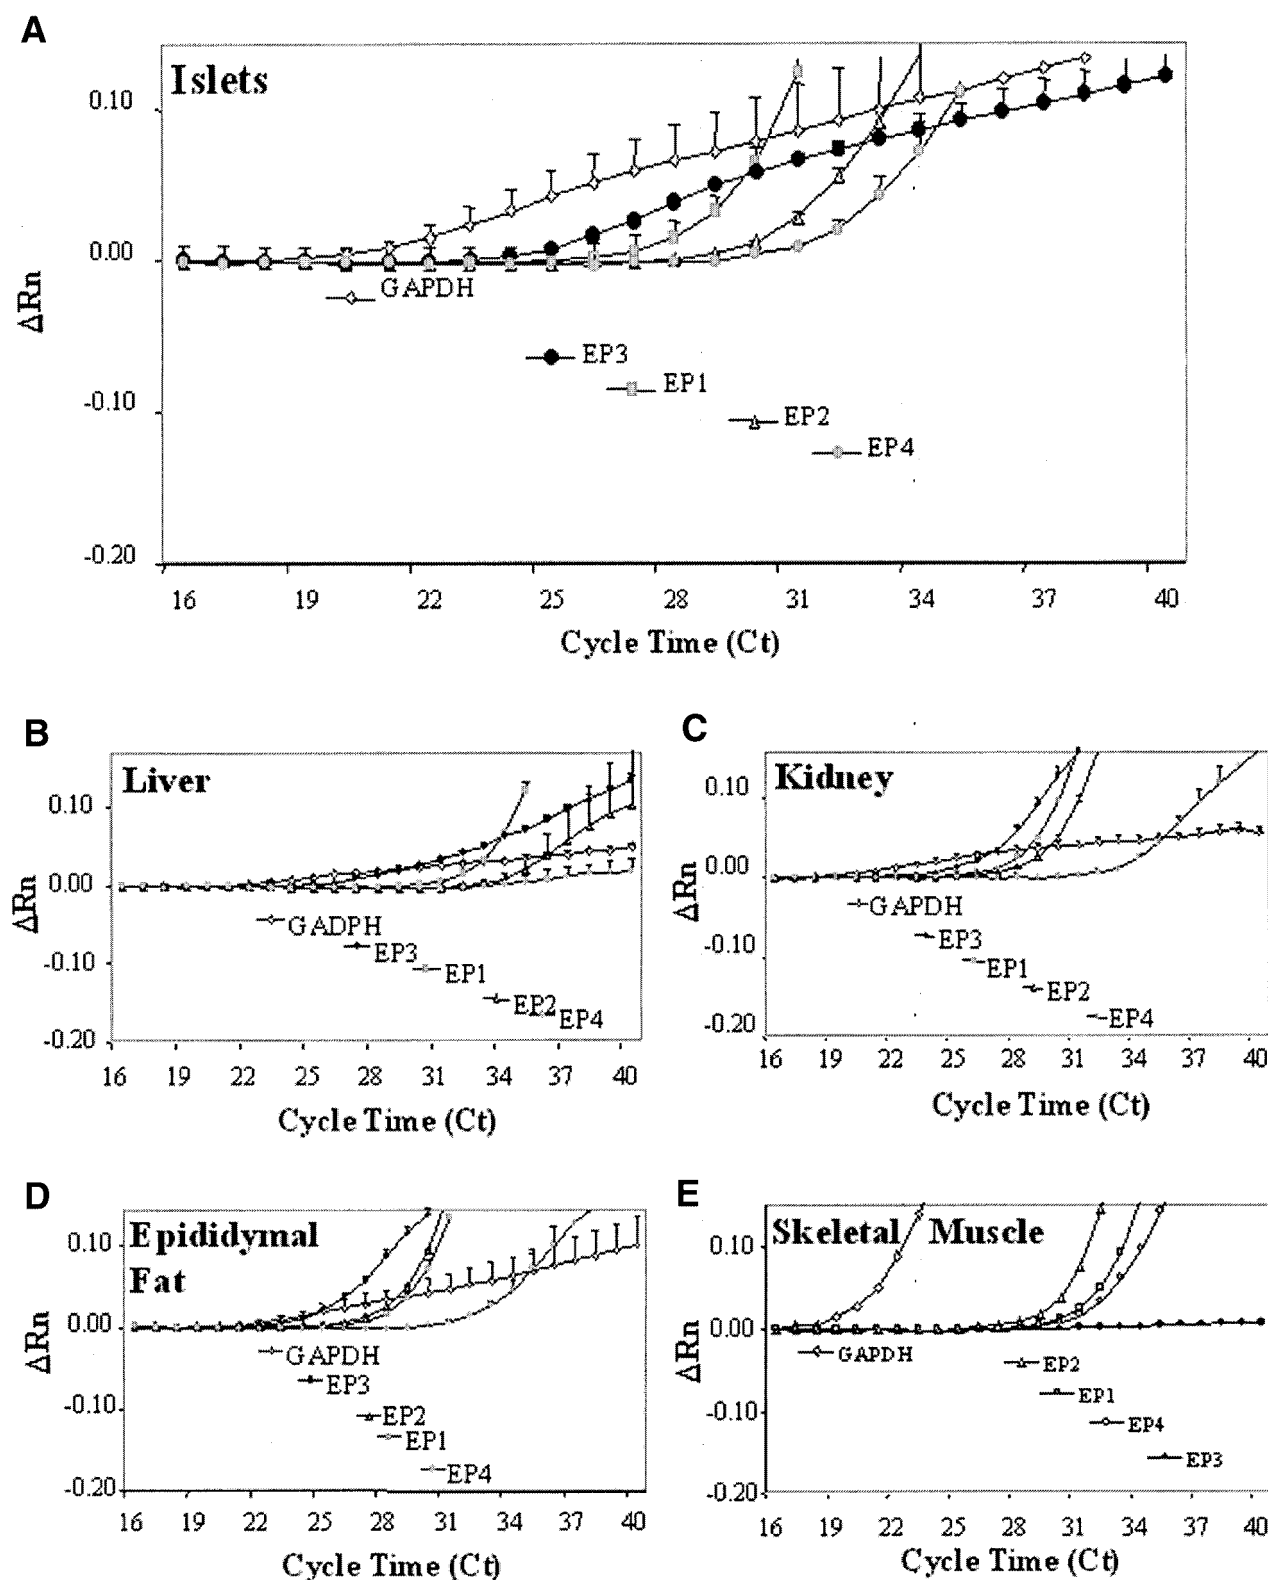 A
Islets
0.10
0.00
-0.10
-0.20
ΔRn
GAPDH
EP3
EP1
EP2
EP4
16 19 22 25 28 31 34 37 40
Cycle Time (Ct)
B
Liver
0.10
0.00
-0.10
-0.20
ΔRn
GADPH
EP3
EP1
EP2
EP4
16 19 22 25 28 31 34 37 40
Cycle Time (Ct)
C
Kidney
0.10
0.00
-0.10
-0.20
ΔRn
GAPDH
EP3
EP1
EP2
EP4
16 19 22 25 28 31 34 37 40
Cycle Time (Ct)
D
Epididymal
Fat
0.10
0.00
-0.10
-0.20
ΔRn
GAPDH
EP3
EP2
EP1
EP4
16 19 22 25 28 31 34 37 40
Cycle Time (Ct)
E
Skeletal Muscle
0.10
0.00
-0.10
-0.20
ΔRn
GAPDH
EP2
EP1
EP4
EP3
16 19 22 25 28 31 34 37 40
Cycle Time (Ct)